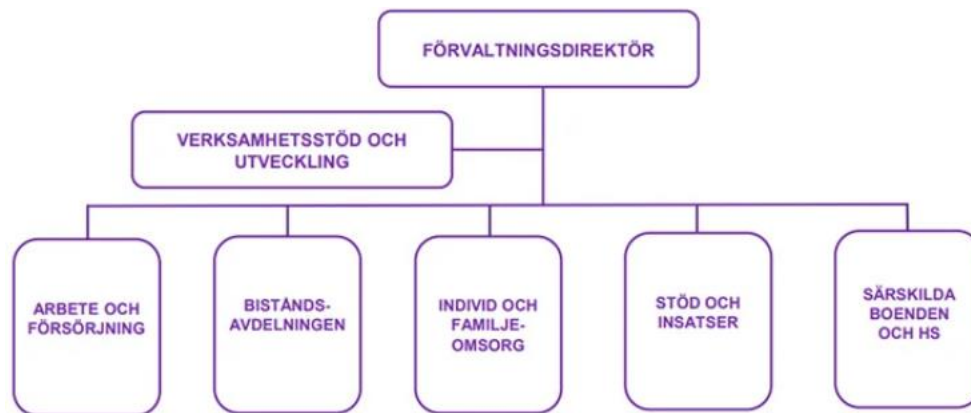 FÖRVALTNINGSDIREKTÖR
VERKSAMHETSSTÖD OCH
UTVECKLING
ARBETE OCH
FÖRSÖRJNING
BISTÅNDS-
AVDELNINGEN
INDIVID OCH
FAMILJE-
OMSORG
STÖD OCH
INSATSER
SÄRSKILDA
BOENDEN
OCH HS